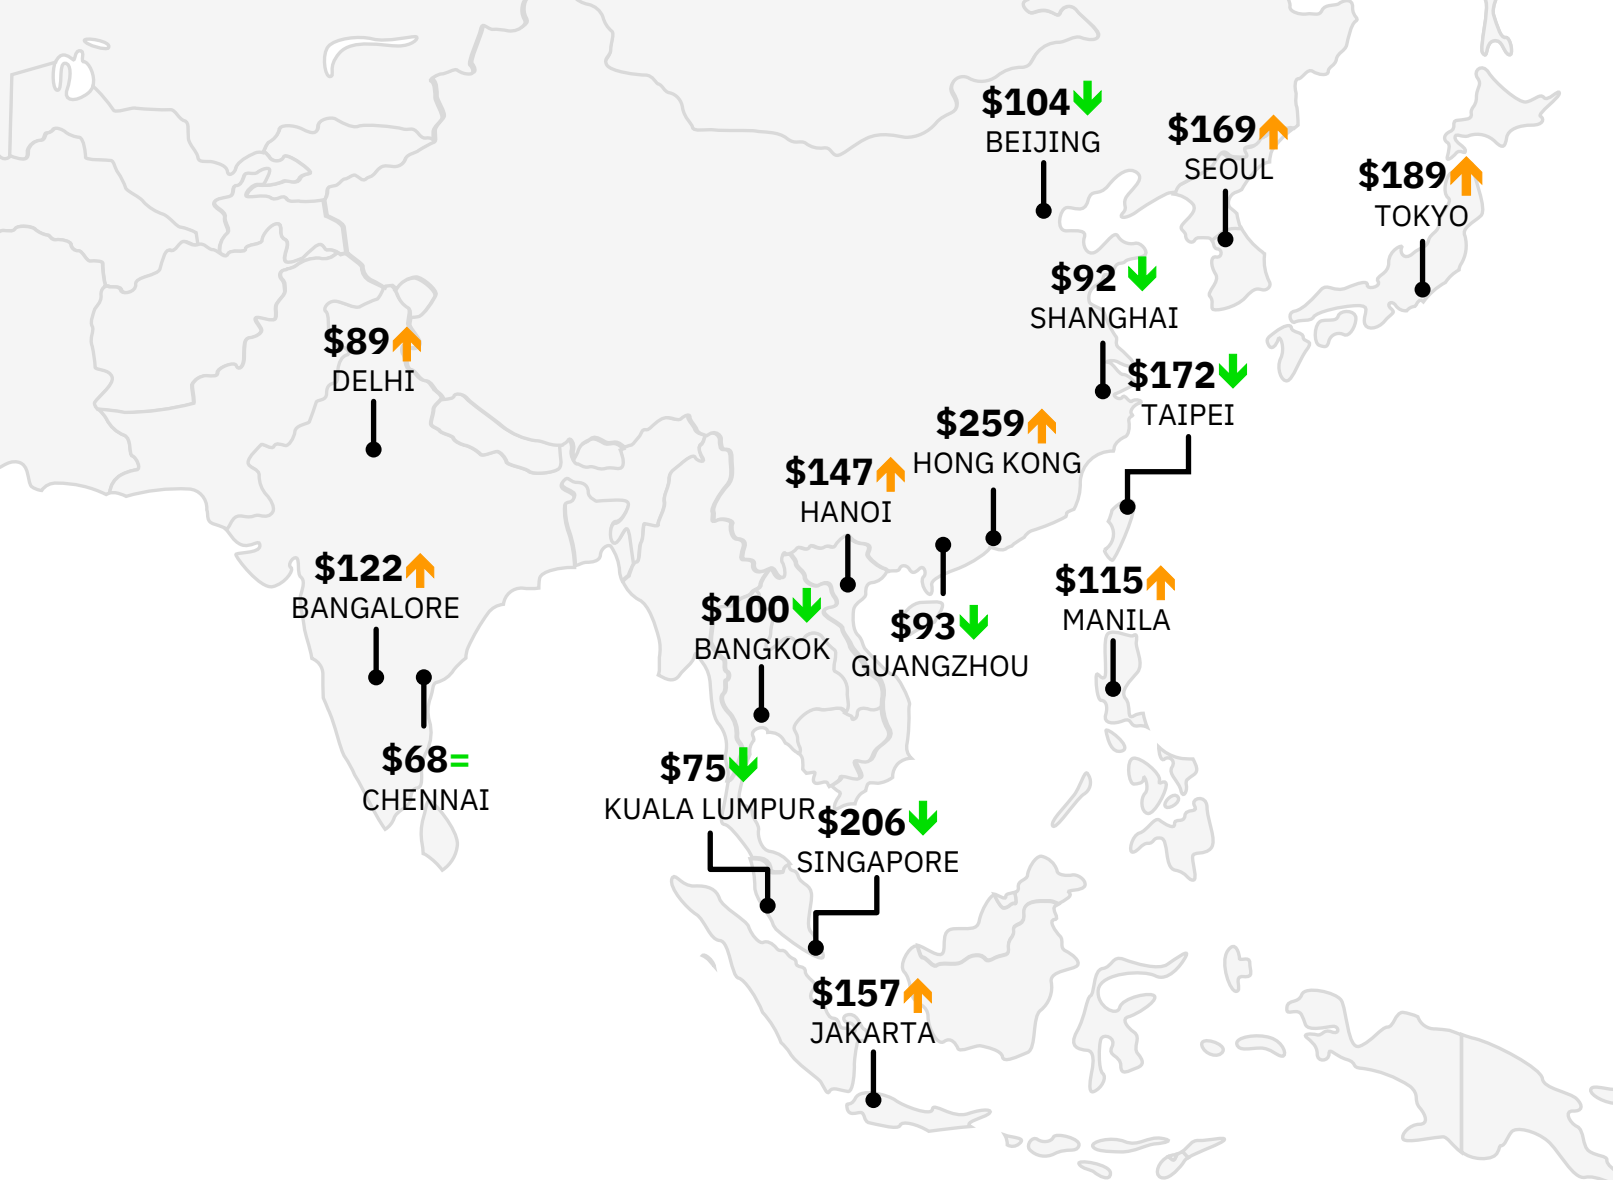 $104
BEIJING
$169
SEOUL
$189
TOKYO
$92
SHANGHAI
$89
DELHI
$172
TAIPEI
$259
HONG KONG
$147
HANOI
$122
BANGALORE
$115
MANILA
$100
BANGKOK
$93
GUANGZHOU
$68=
CHENNAI
$75
KUALA LUMPUR
$206
SINGAPORE
$157
JAKARTA